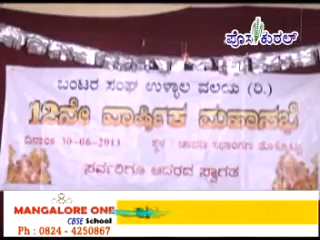 ಪೊಸಕುರಲ್
ಬಂಟರ ಸಂಘ ಉಳ್ಳಾಲ ವಲಯ (ರಿ.)
12ನೇ ವಾರ್ಷಿಕ ಮಹಾಸಭೆ
ದಿನಾಂಕ 30-06-2013 ಸ್ಥಳ :
ಸರ್ವರಿಗೂ ಆದರದ ಸ್ವಾಗತ
MANGALORE ONE
CBSE School
Ph : 0824 - 4250867